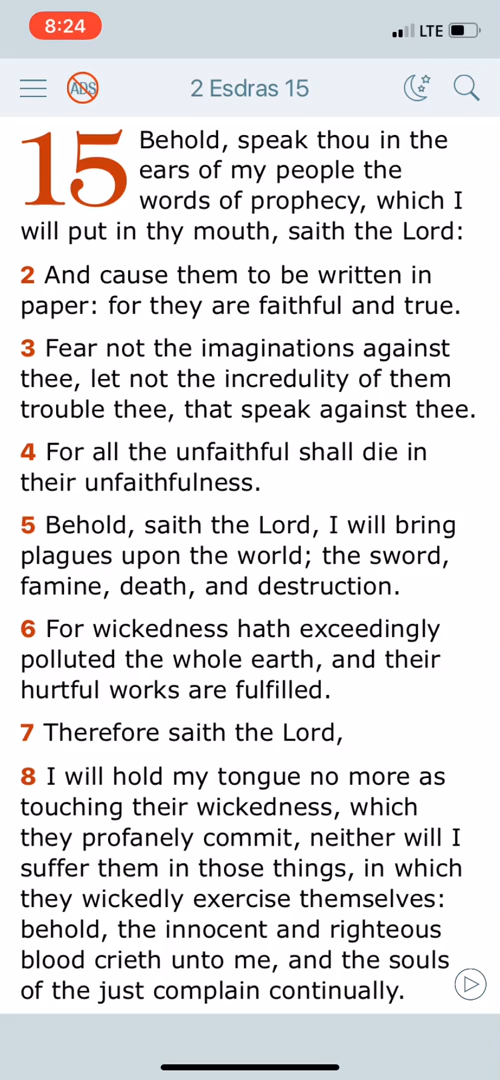 8:24
LTE
ADS
2 Esdras 15
15 Behold, speak thou in the
ears of my people the
words of prophecy, which I
will put in thy mouth, saith the Lord:
2 And cause them to be written in
paper: for they are faithful and true.
3 Fear not the imaginations against
thee, let not the incredulity of them
trouble thee, that speak against thee.
4 For all the unfaithful shall die in
their unfaithfulness.
5 Behold, saith the Lord, I will bring
plagues upon the world; the sword,
famine, death, and destruction.
6 For wickedness hath exceedingly
polluted the whole earth, and their
hurtful works are fulfilled.
7 Therefore saith the Lord,
8 I will hold my tongue no more as
touching their wickedness, which
they profanely commit, neither will I
suffer them in those things, in which
they wickedly exercise themselves:
behold, the innocent and righteous
blood crieth unto me, and the souls
of the just complain continually.